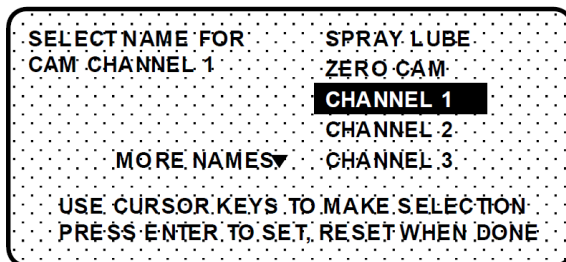 SELECT NAME FOR
CAM CHANNEL 1
MORE NAMES▼
SPRAY LUBE
ZERO CAM
CHANNEL 1
CHANNEL 2
CHANNEL 3
USE CURSOR KEYS TO MAKE SELECTION
PRESS ENTER TO SET, RESET WHEN DONE